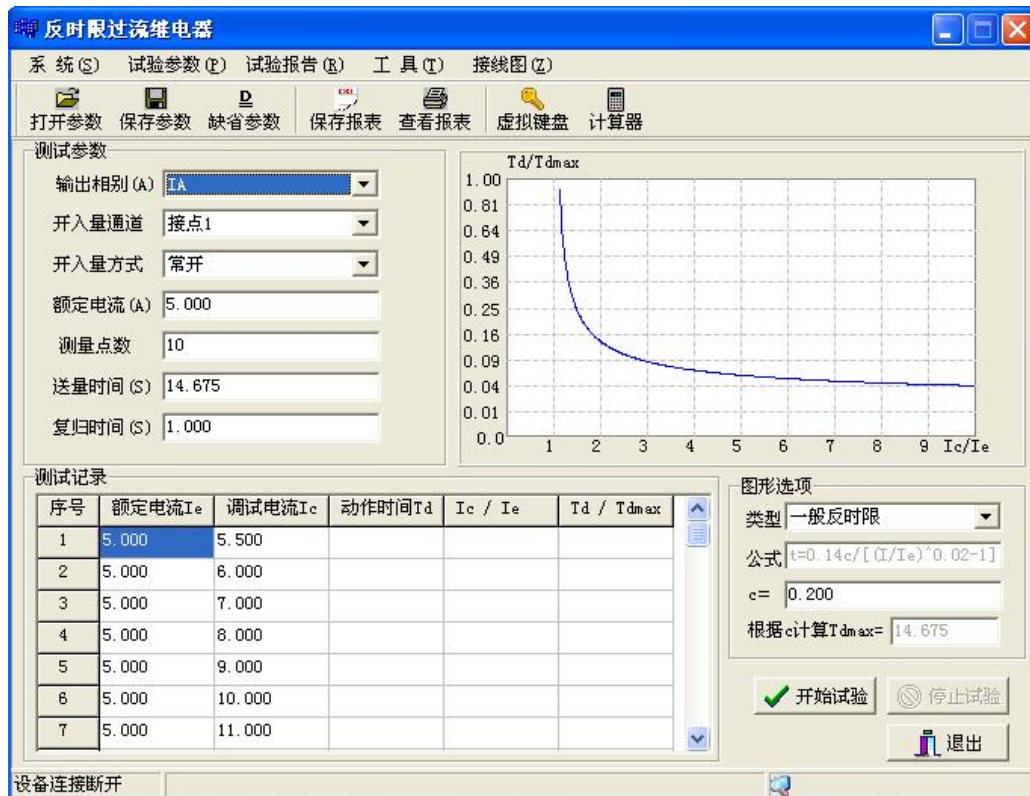 反时限过流继电器
系 统(S) 试验参数(P) 试验报告(R) 工 具(T) 接线图(Z)
打开参数 保存参数 缺省参数 保存报表 查看报表 虚拟键盘 计算器
测试参数
输出相别(A) IA
开入量通道 接点1
开入量方式 常开
额定电流(A) 5.000
测量点数 10
送量时间(S) 14.675
复归时间(S) 1.000
Td/Tdmax
1.00
0.81
0.64
0.49
0.36
0.25
0.16
0.09
0.04
0.01
0.0
1 2 3 4 5 6 7 8 9 Ic/Ie
测试记录
序号 额定电流Ie 调试电流Ic 动作时间Td Ic / Ie Td / Tdmax
1 5.000 5.500
2 5.000 6.000
3 5.000 7.000
4 5.000 8.000
5 5.000 9.000
6 5.000 10.000
7 5.000 11.000
图形选项
类型 一般反时限
公式 t=0.14c/[(I/Ie)^0.02-1]
c= 0.200
根据c计算Tdmax= 14.675
开始试验 停止试验
退出
设备连接断开